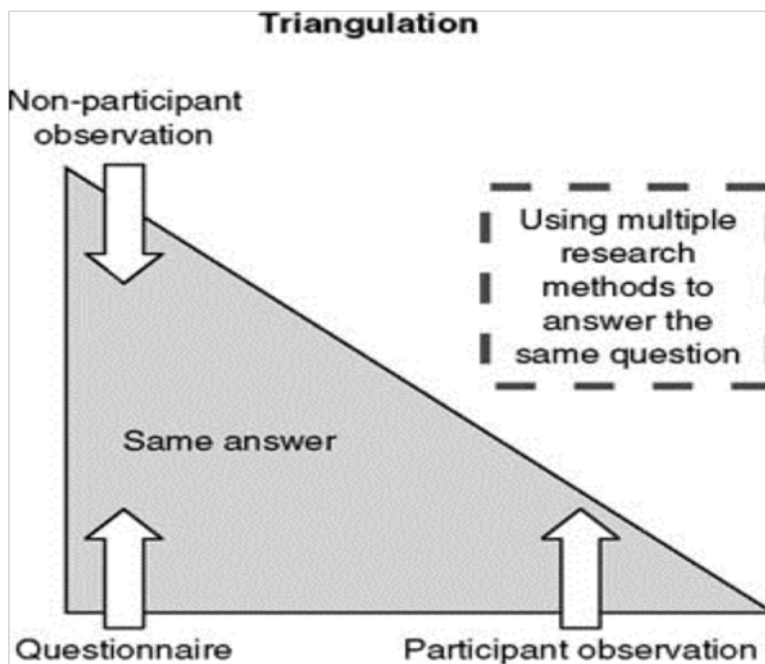 Triangulation
Non-participant
observation
Using multiple
research
methods to
answer the
same question
Same answer
Questionnaire
Participant observation